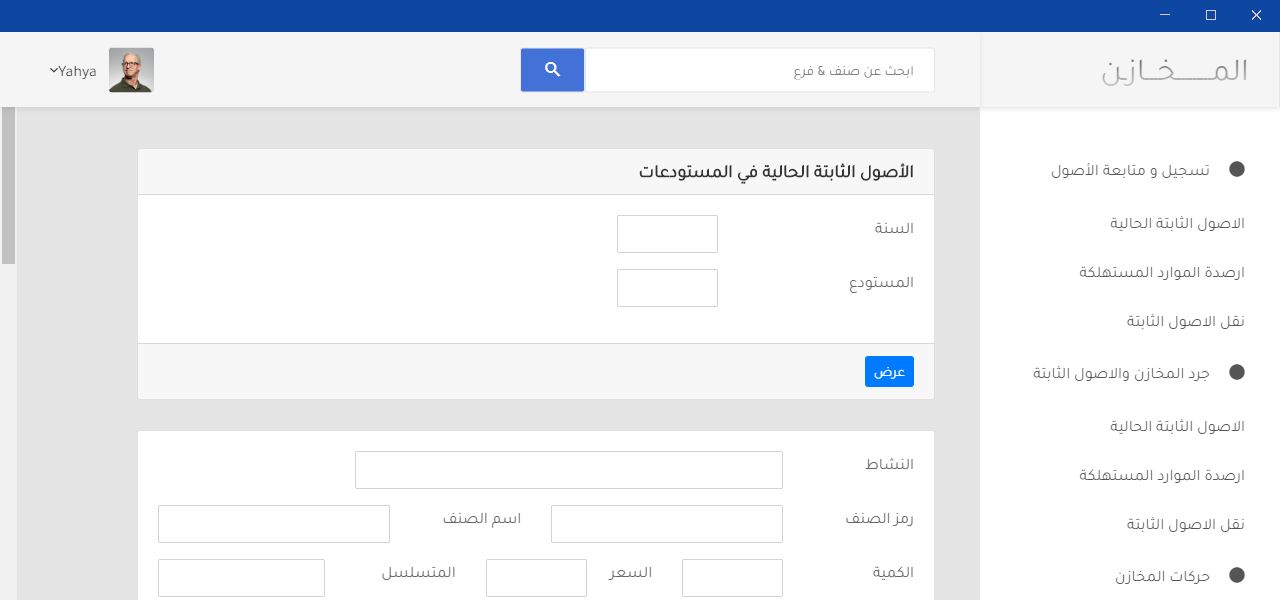 المـــــــخـــازن
ابحث عن صنف & فرع
Yahya
تسجيل و متابعة الأصول
الاصول الثابتة الحالية
ارصدة الموارد المستهلكة
نقل الاصول الثابتة
جرد المخازن والاصول الثابتة
الاصول الثابتة الحالية
ارصدة الموارد المستهلكة
نقل الاصول الثابتة
حركات المخازن
الأصول الثابتة الحالية في المستودعات
السنة
المستودع
عرض
النشاط
رمز الصنف اسم الصنف
الكمية السعر المتسلسل